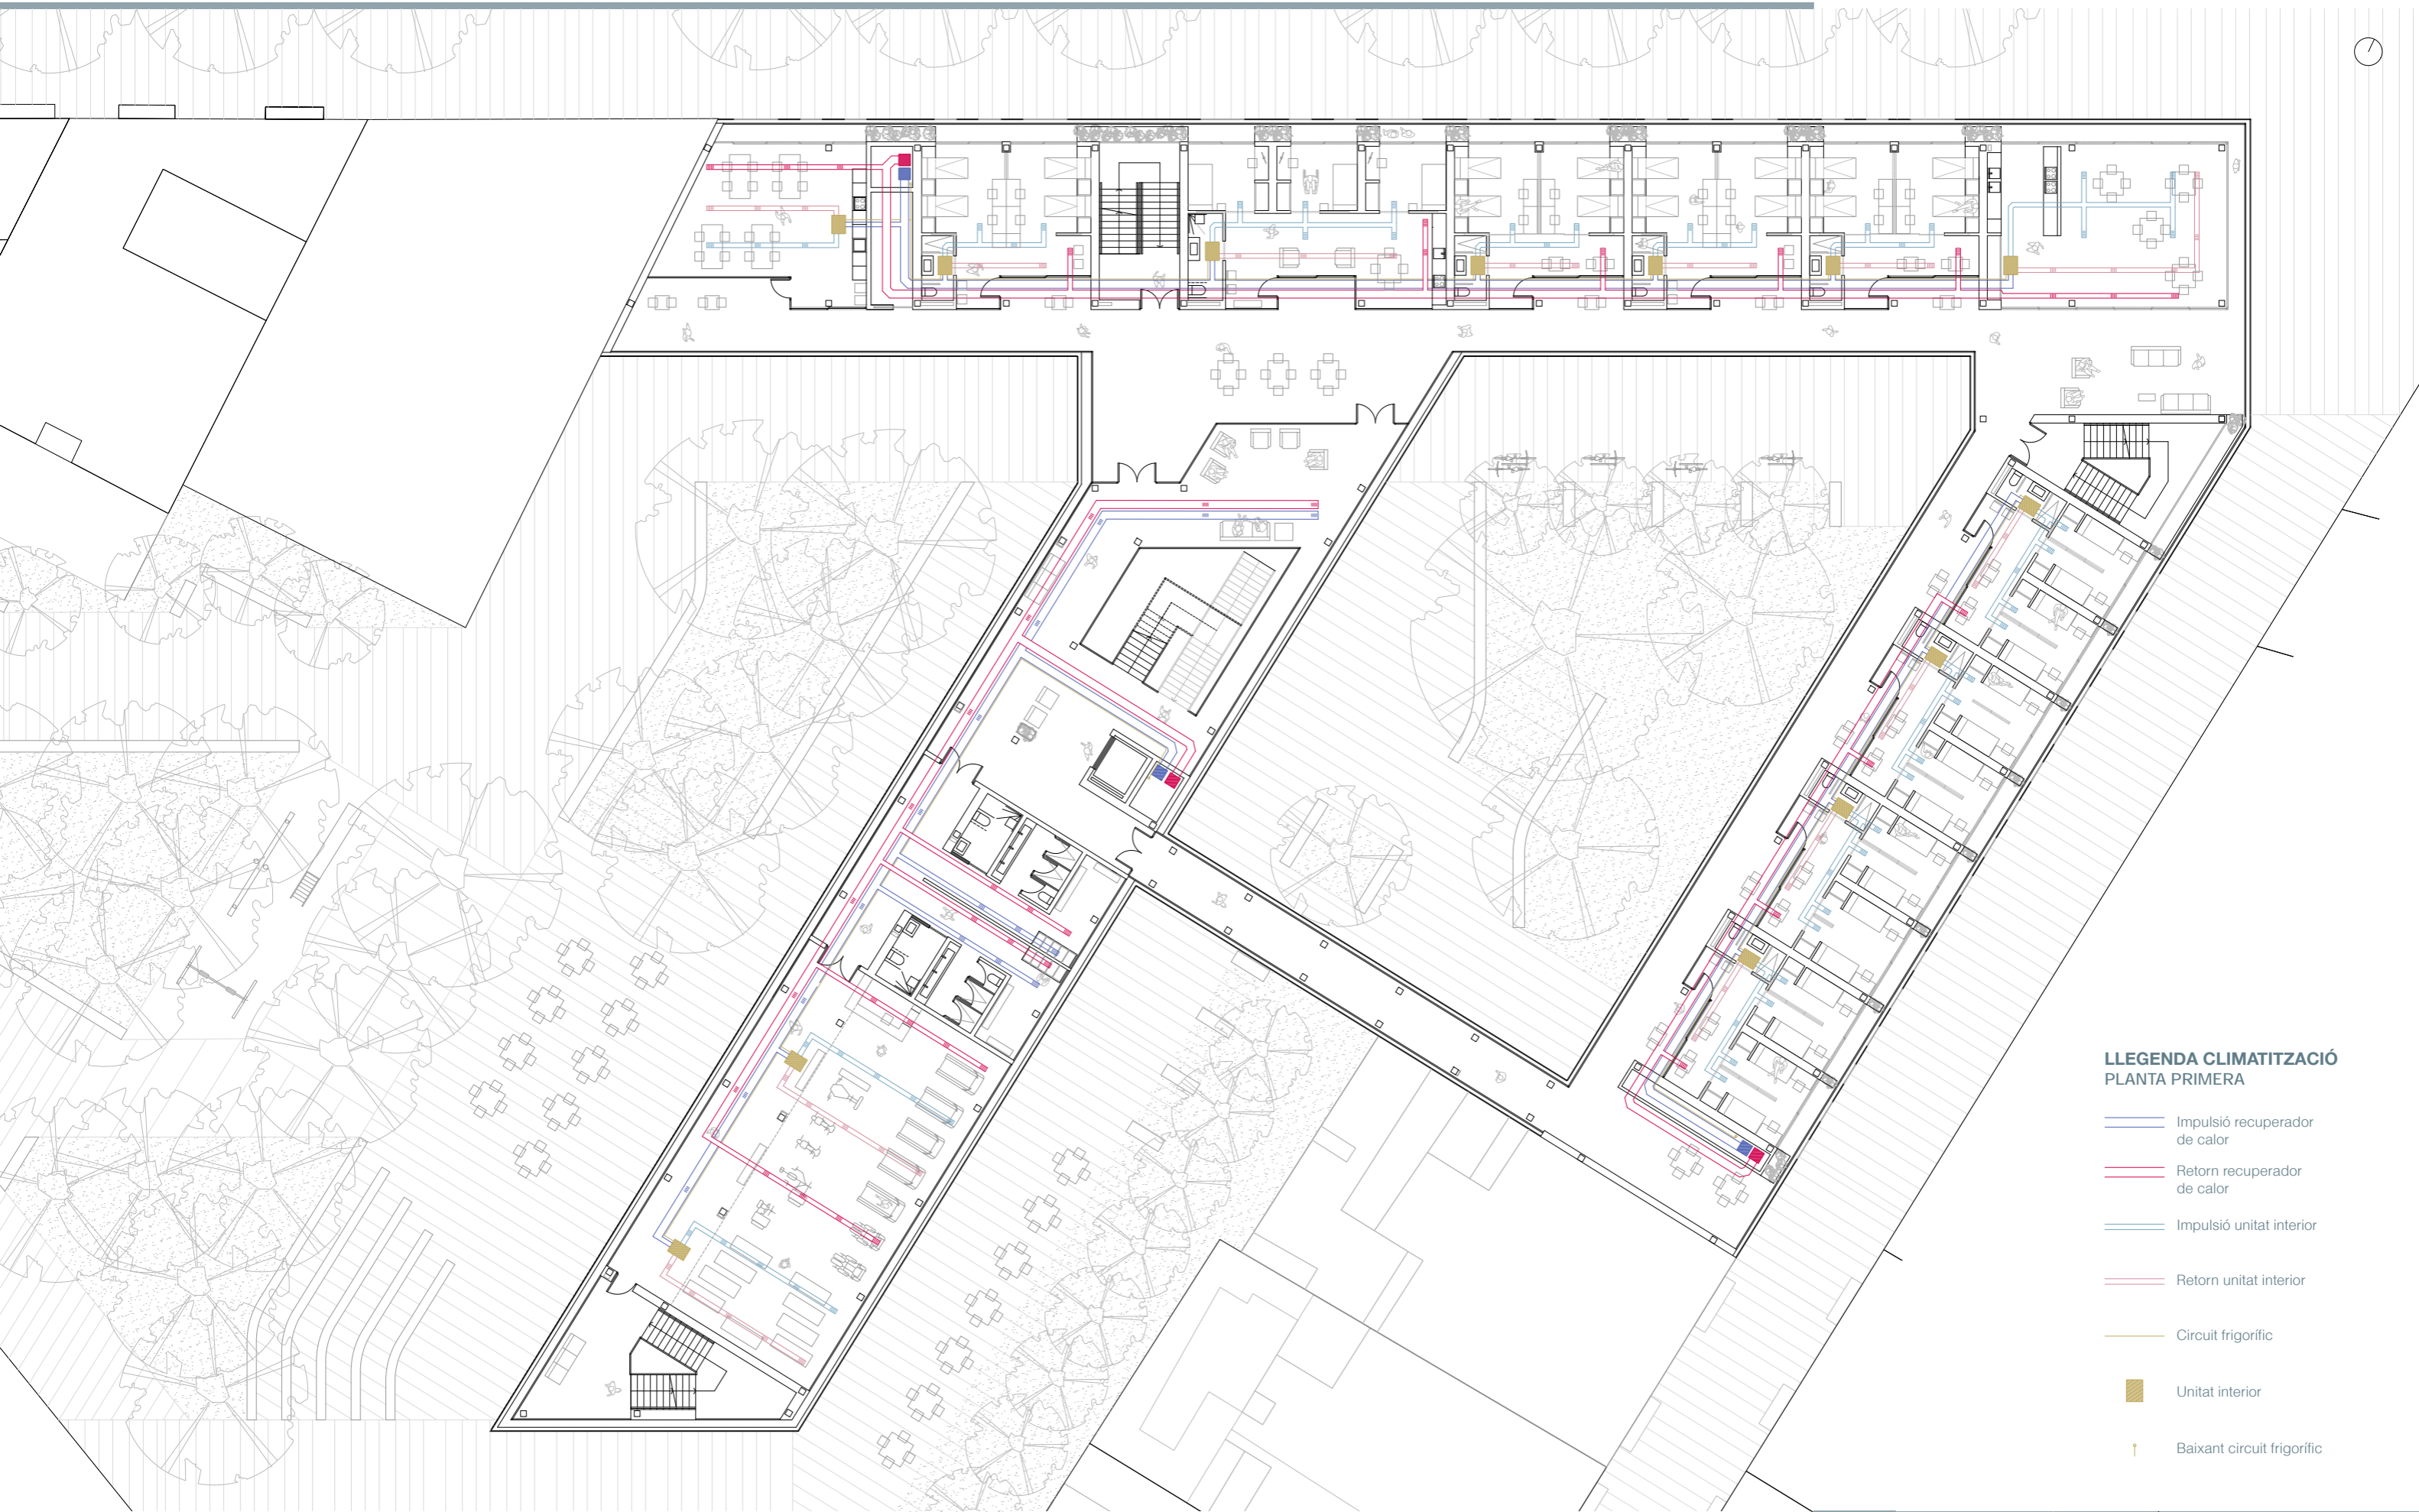 LLEGENDA CLIMATITZACIÓ
PLANTA PRIMERA
Impulsió recuperador
de calor
Retorn recuperador
de calor
Impulsió unitat interior
Retorn unitat interior
Circuit frigorífic
Unitat interior
Baixant circuit frigorífic